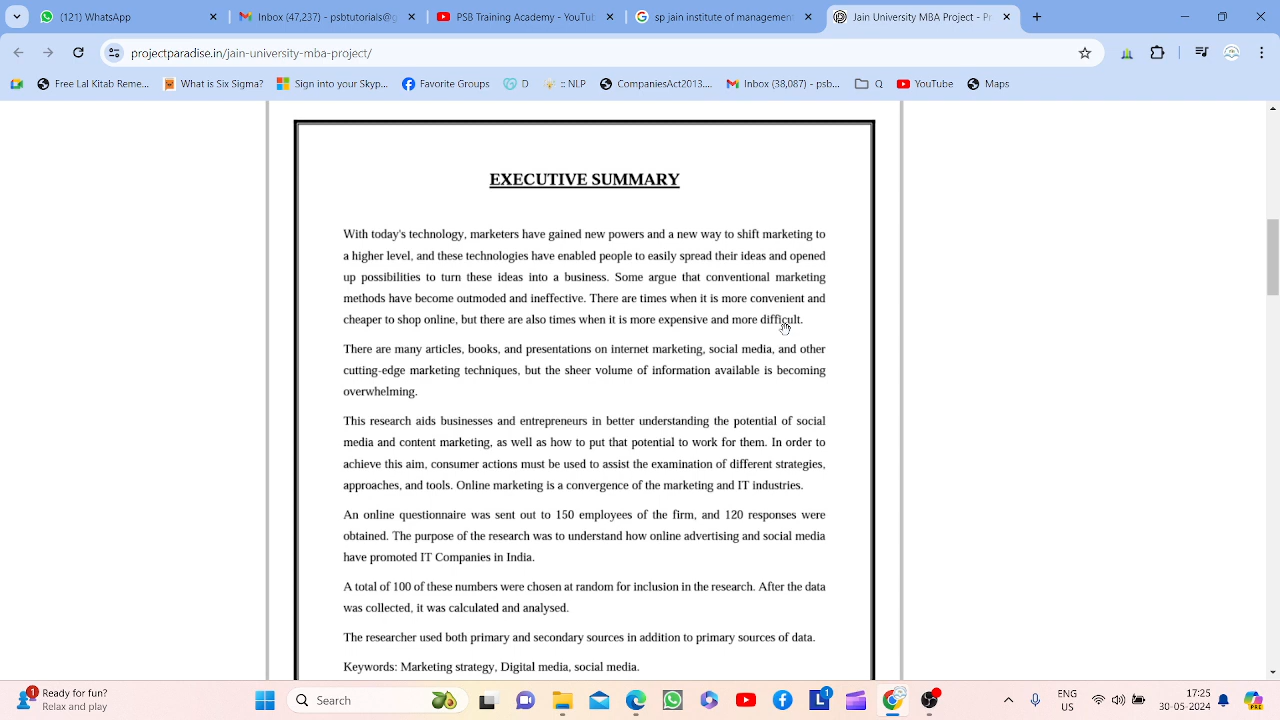 (121) WhatsApp
M
(47,237) - psbu
(31) ROUTES
sp project - Google
Jain University MBA Project - P
projectparadise.in/jain-university-mba-project/
Free Lal Kitab Reme...
What is Six Sigma?
Sign into your Skyp...
Favorite Groups
D
:: NLP
CompaniesAct2013....
Inbox (38,087) - psb...
Q
YouTube
Maps
EXECUTIVE SUMMARY
With today's technology, marketers have gained new powers and a new way to shift marketing to
a higher level, and these technologies have enabled people to easily spread their ideas and opened
up possibilities to turn these ideas into a business. Some argue that conventional marketing
methods have become outmoded and ineffective. There are times when it is more convenient and
cheaper to shop online, but there are also times when it is more expensive and more difficult.
There are many articles, books, and presentations on internet marketing, social media, and other
cutting-edge marketing techniques, but the sheer volume of information available is becoming
overwhelming.
This research aids businesses and entrepreneurs in better understanding the potential of social
media and content marketing, as well as how to put that potential to work for them. In order to
achieve this aim, consumer actions must be used to assist the examination of different strategies,
approaches, and tools. Online marketing is a convergence of the marketing and IT industries.
An online questionnaire was sent out to 150 employees of the firm, and 120 responses were
obtained. The purpose of the research was to understand how online advertising and social media
have promoted IT Companies in India.
A total of 100 of these numbers were chosen at random for inclusion in the research. After the data
was collected, it was calculated and analysed.
The researcher used both primary and secondary sources in addition to primary sources of data.
Keywords: Marketing strategy, Digital media, social media.
1
Ready for fun?
Relax and play
Search
L
1
ENG
US
17:25
30-05
PRE